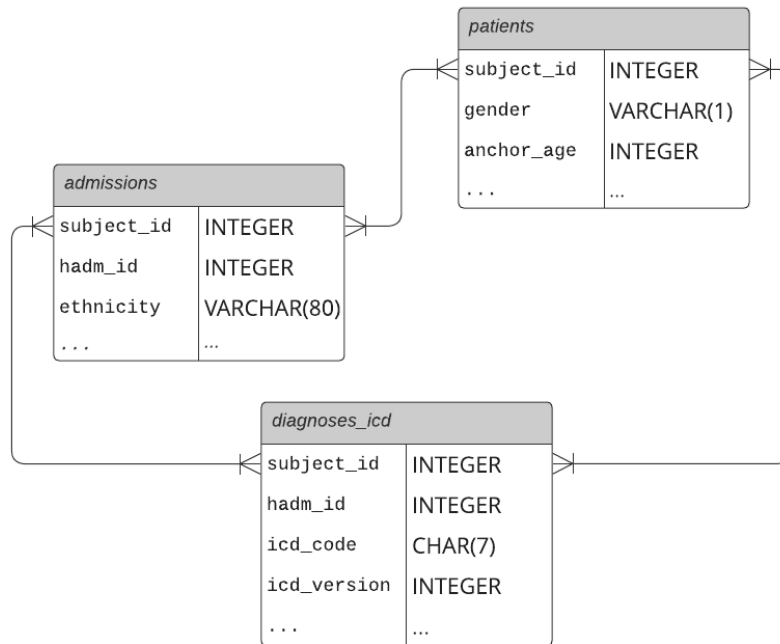 patients
subject_id INTEGER
gender VARCHAR(1)
anchor_age INTEGER
... ...
admissions
subject_id INTEGER
hadm_id INTEGER
ethnicity VARCHAR(80)
... ...
diagnoses_icd
subject_id INTEGER
hadm_id INTEGER
icd_code CHAR(7)
icd_version INTEGER
... ...